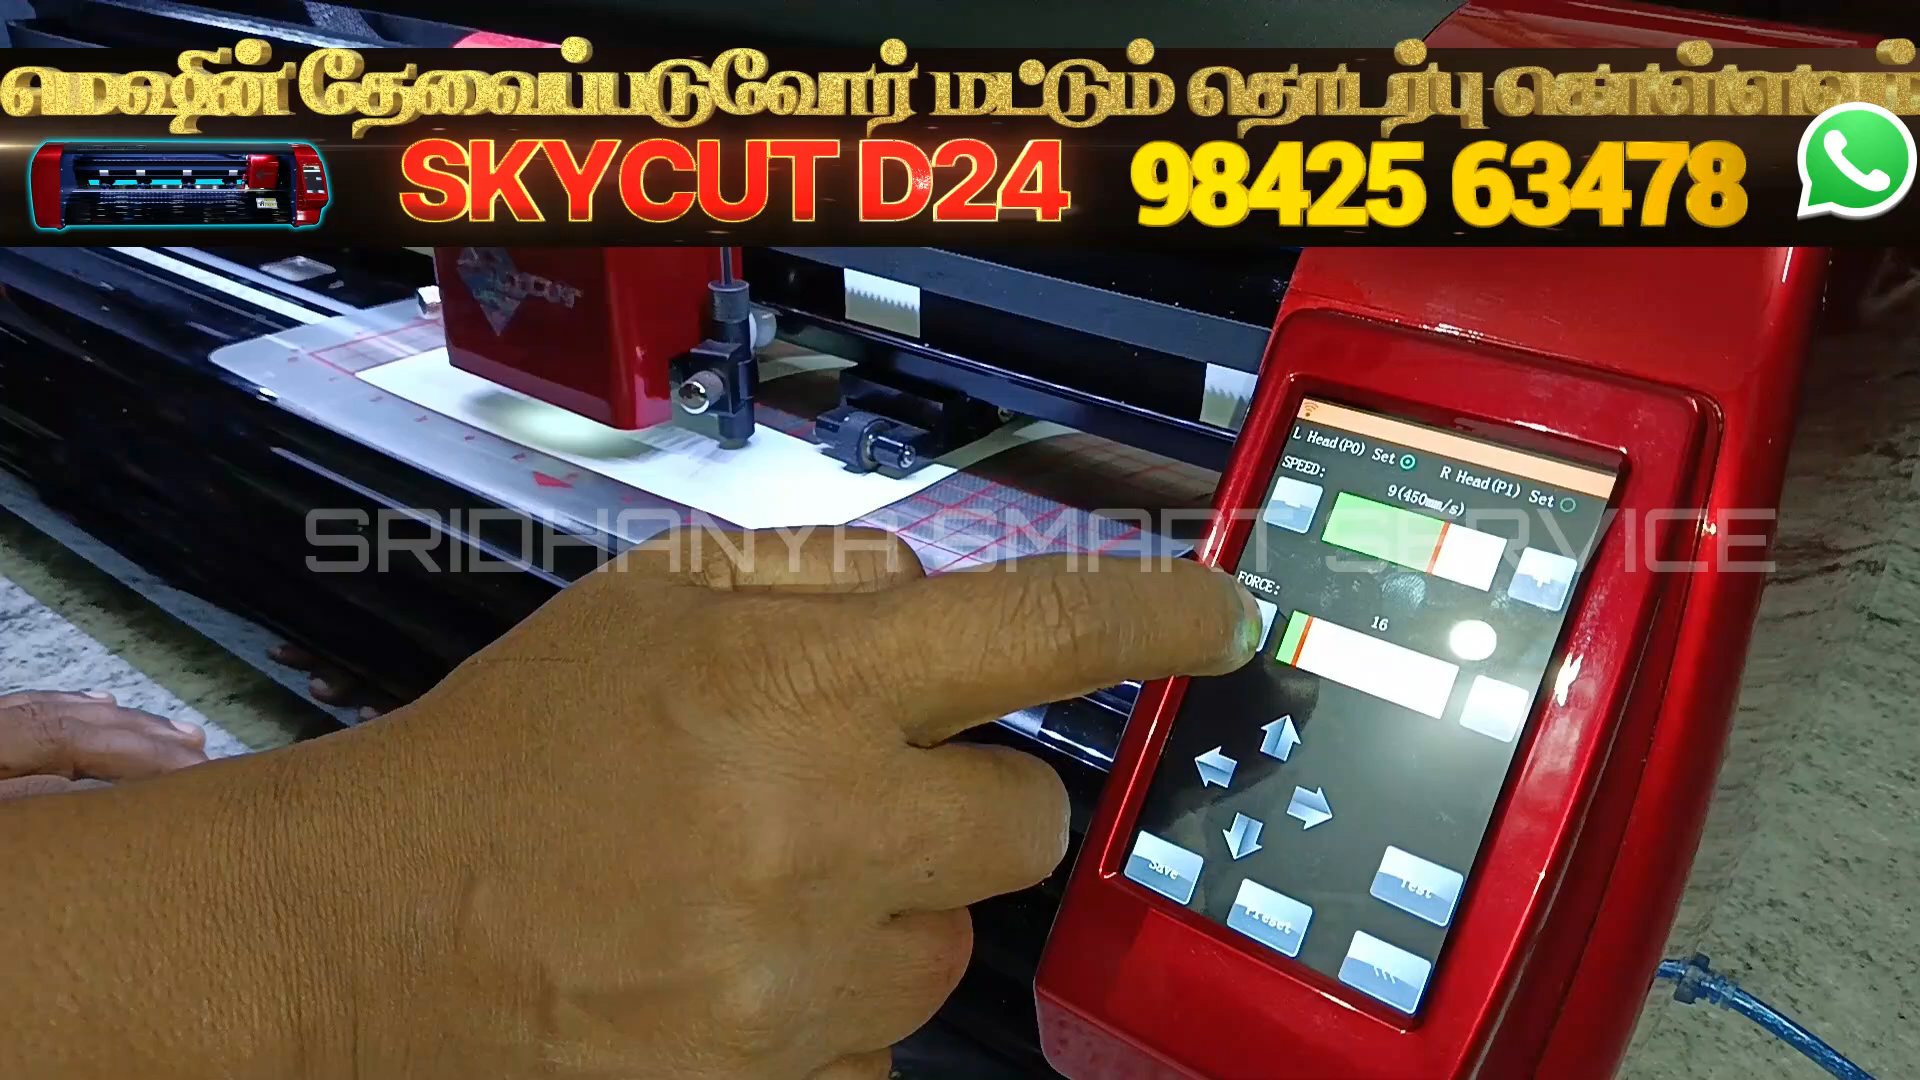 மெஷின் தேவைப்படுவோர் மட்டும் தொடர்பு கொள்ளவும்
SKYCUT D24 98425 63478
L Head(P0) Set R Head(P1) Set
SPEED:
9(450mm/s)
SRIDHANYA SMART SERVICE
FORCE:
16
Save
Preset
Test